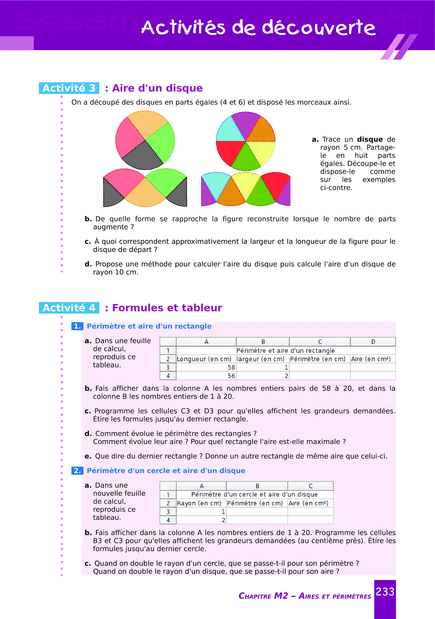 Activités de découverte
Activité 3 : Aire d'un disque
On a découpé des disques en parts égales (4 et 6) et disposé les morceaux ainsi.
a. Trace un disque de
rayon 5 cm. Partage-
le en huit parts
égales. Découpe-le et
dispose-le comme
sur les exemples
ci-contre.
b. De quelle forme se rapproche la figure reconstruite lorsque le nombre de parts
augmente ?
c. À quoi correspondent approximativement la largeur et la longueur de la figure pour le
disque de départ ?
d. Propose une méthode pour calculer l'aire du disque puis calcule l'aire d'un disque de
rayon 10 cm.
Activité 4 : Formules et tableur
1. Périmètre et aire d'un rectangle
a. Dans une feuille
de calcul,
reproduis ce
tableau.
A B C D
1 Périmètre et aire d'un rectangle
2 Longueur (en cm) largeur (en cm) Périmètre (en cm) Aire (en cm²)
3 58 1
4 56 2
b. Fais afficher dans la colonne A les nombres entiers pairs de 58 à 20, et dans la
colonne B les nombres entiers de 1 à 20.
c. Programme les cellules C3 et D3 pour qu'elles affichent les grandeurs demandées.
Étire les formules jusqu'au dernier rectangle.
d. Comment évolue le périmètre des rectangles ?
Comment évolue leur aire ? Pour quel rectangle l'aire est-elle maximale ?
e. Que dire du dernier rectangle ? Donne un autre rectangle de même aire que celui-ci.
2. Périmètre d'un cercle et aire d'un disque
a. Dans une
nouvelle feuille
de calcul,
reproduis ce
tableau.
A B C
1 Périmètre d'un cercle et aire d'un disque
2 Rayon (en cm) Périmètre (en cm) Aire (en cm²)
3 1
4 2
b. Fais afficher dans la colonne A les nombres entiers de 1 à 20. Programme les cellules
B3 et C3 pour qu'elles affichent les grandeurs demandées (au centième près). Étire les
formules jusqu'au dernier cercle.
c. Quand on double le rayon d'un cercle, que se passe-t-il pour son périmètre ?
Quand on double le rayon d'un disque, que se passe-t-il pour son aire ?
Chapitre M2 – Aires et périmètres 233